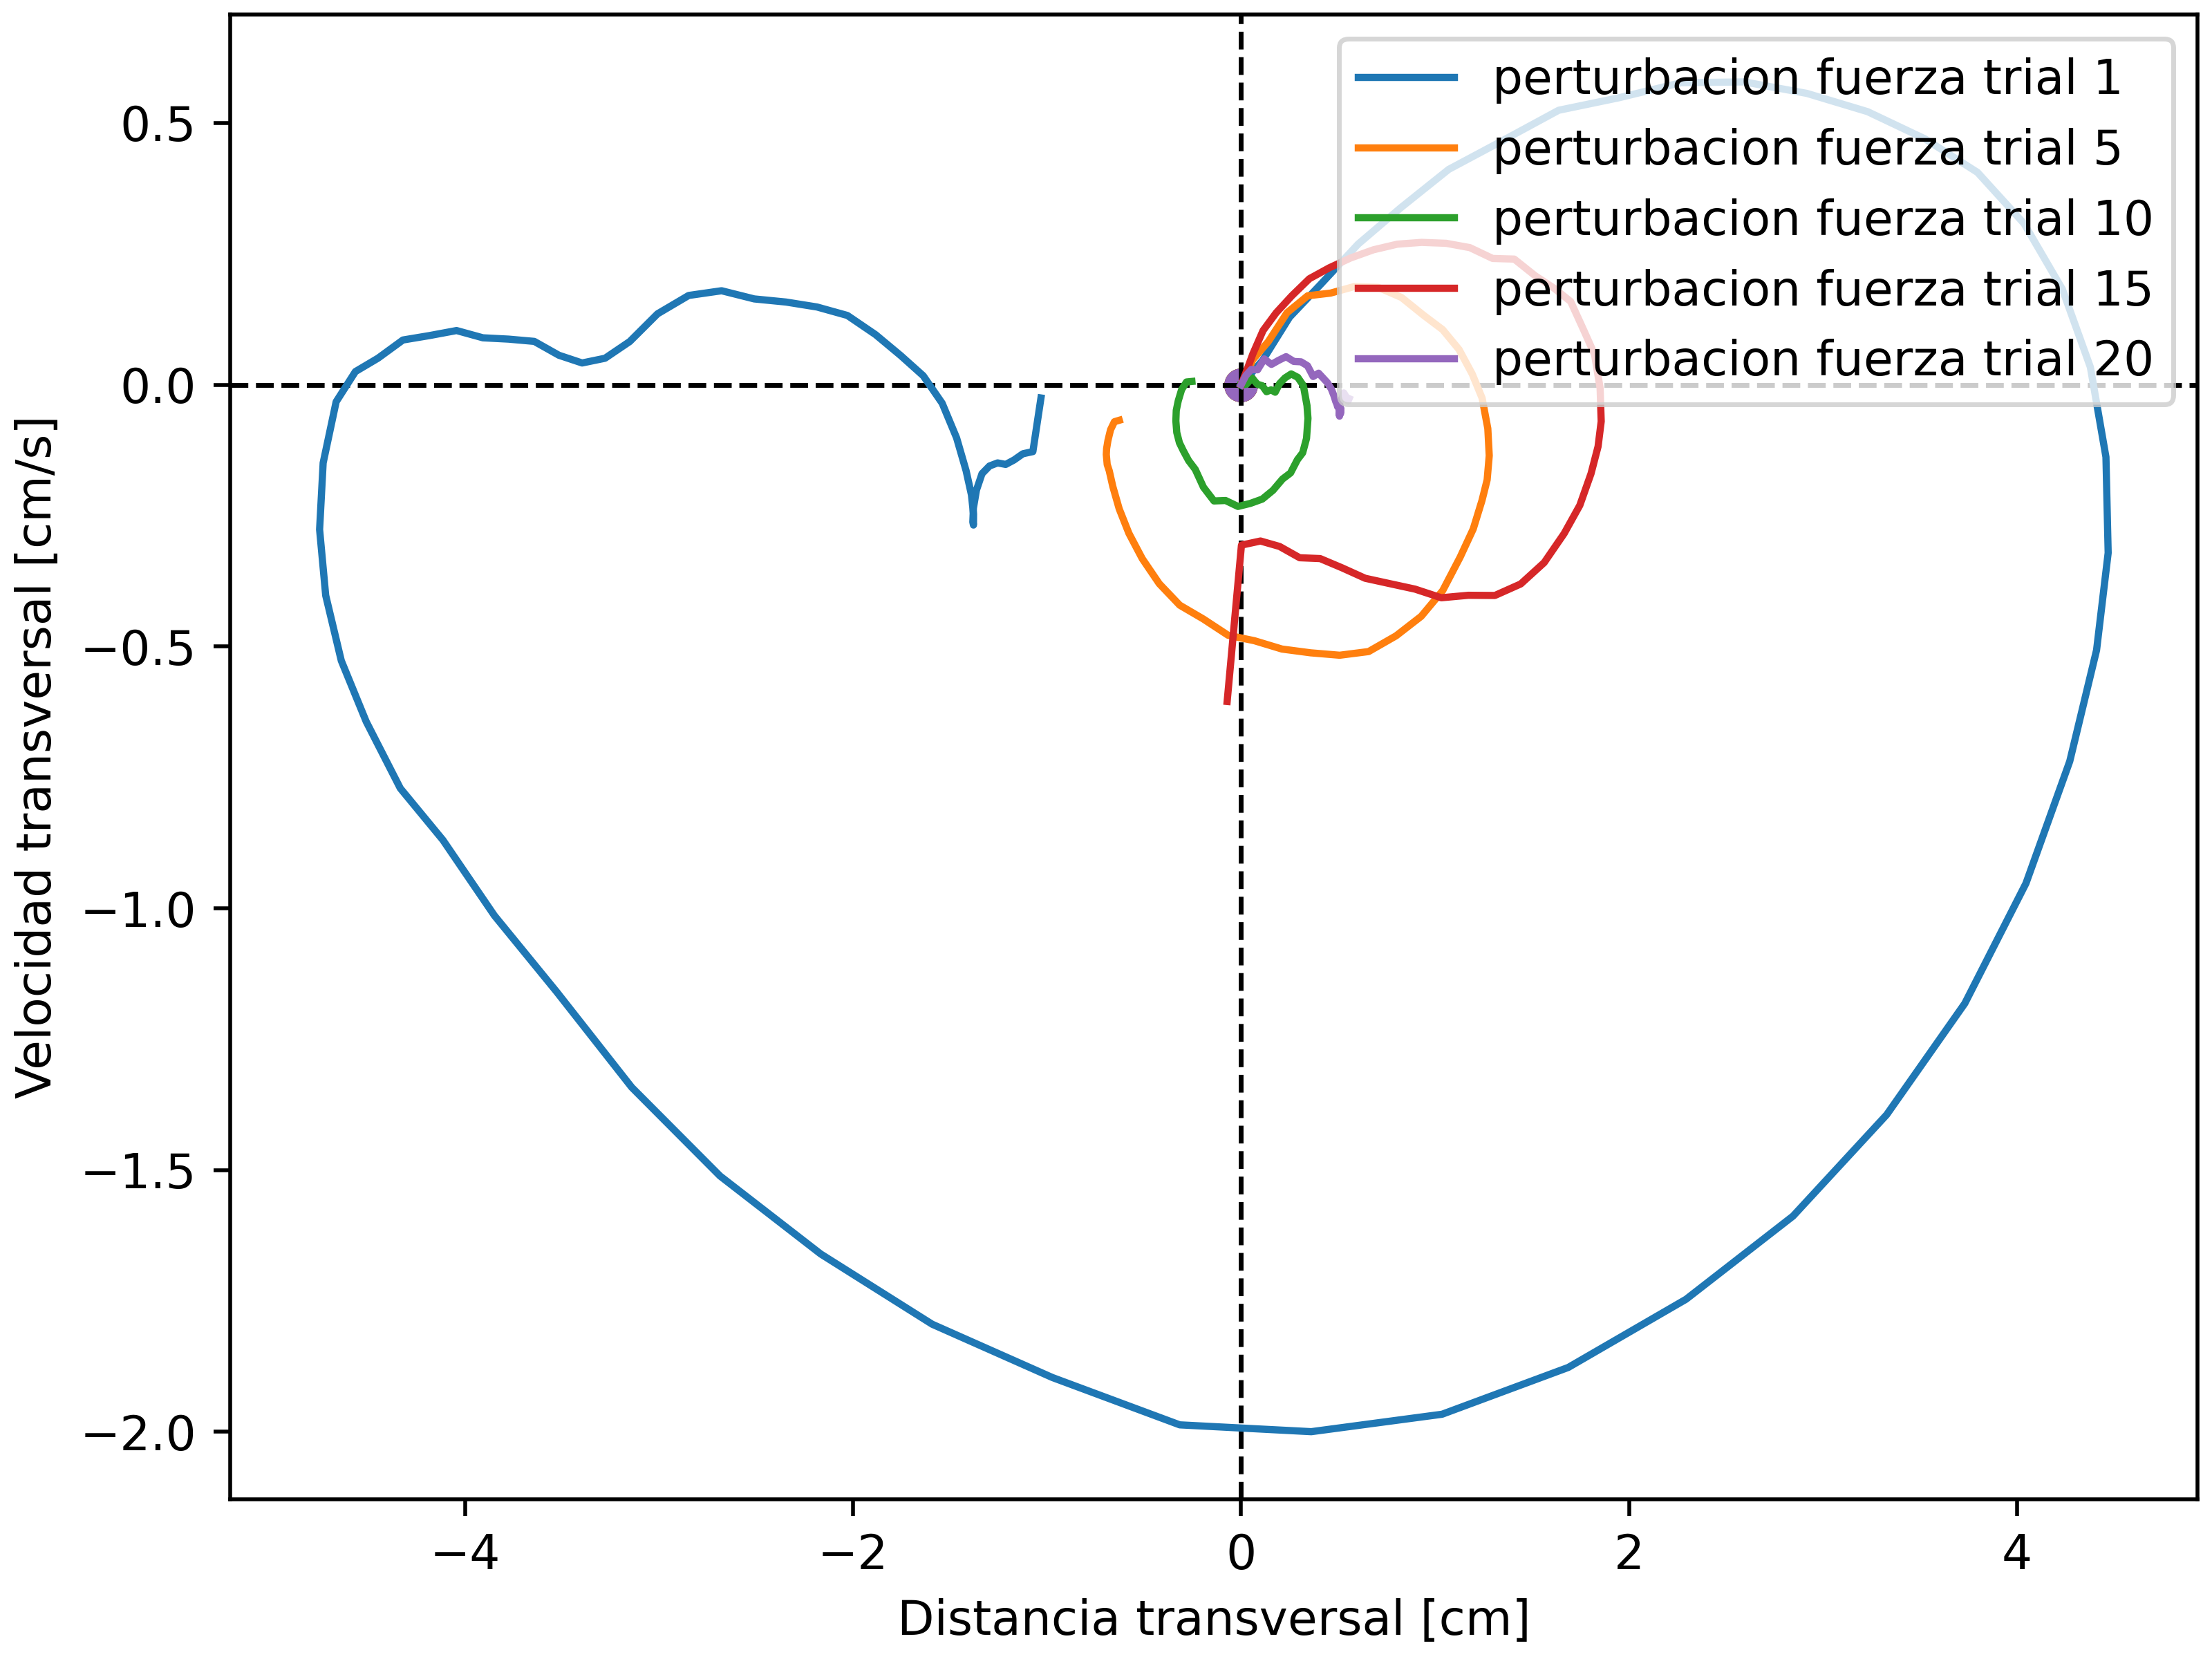 perturbacion fuerza trial 1
perturbacion fuerza trial 5
perturbacion fuerza trial 10
perturbacion fuerza trial 15
perturbacion fuerza trial 20
0.5
0.0
−0.5
−1.0
−1.5
−2.0
Velocidad transversal [cm/s]
−4 −2 0 2 4
Distancia transversal [cm]